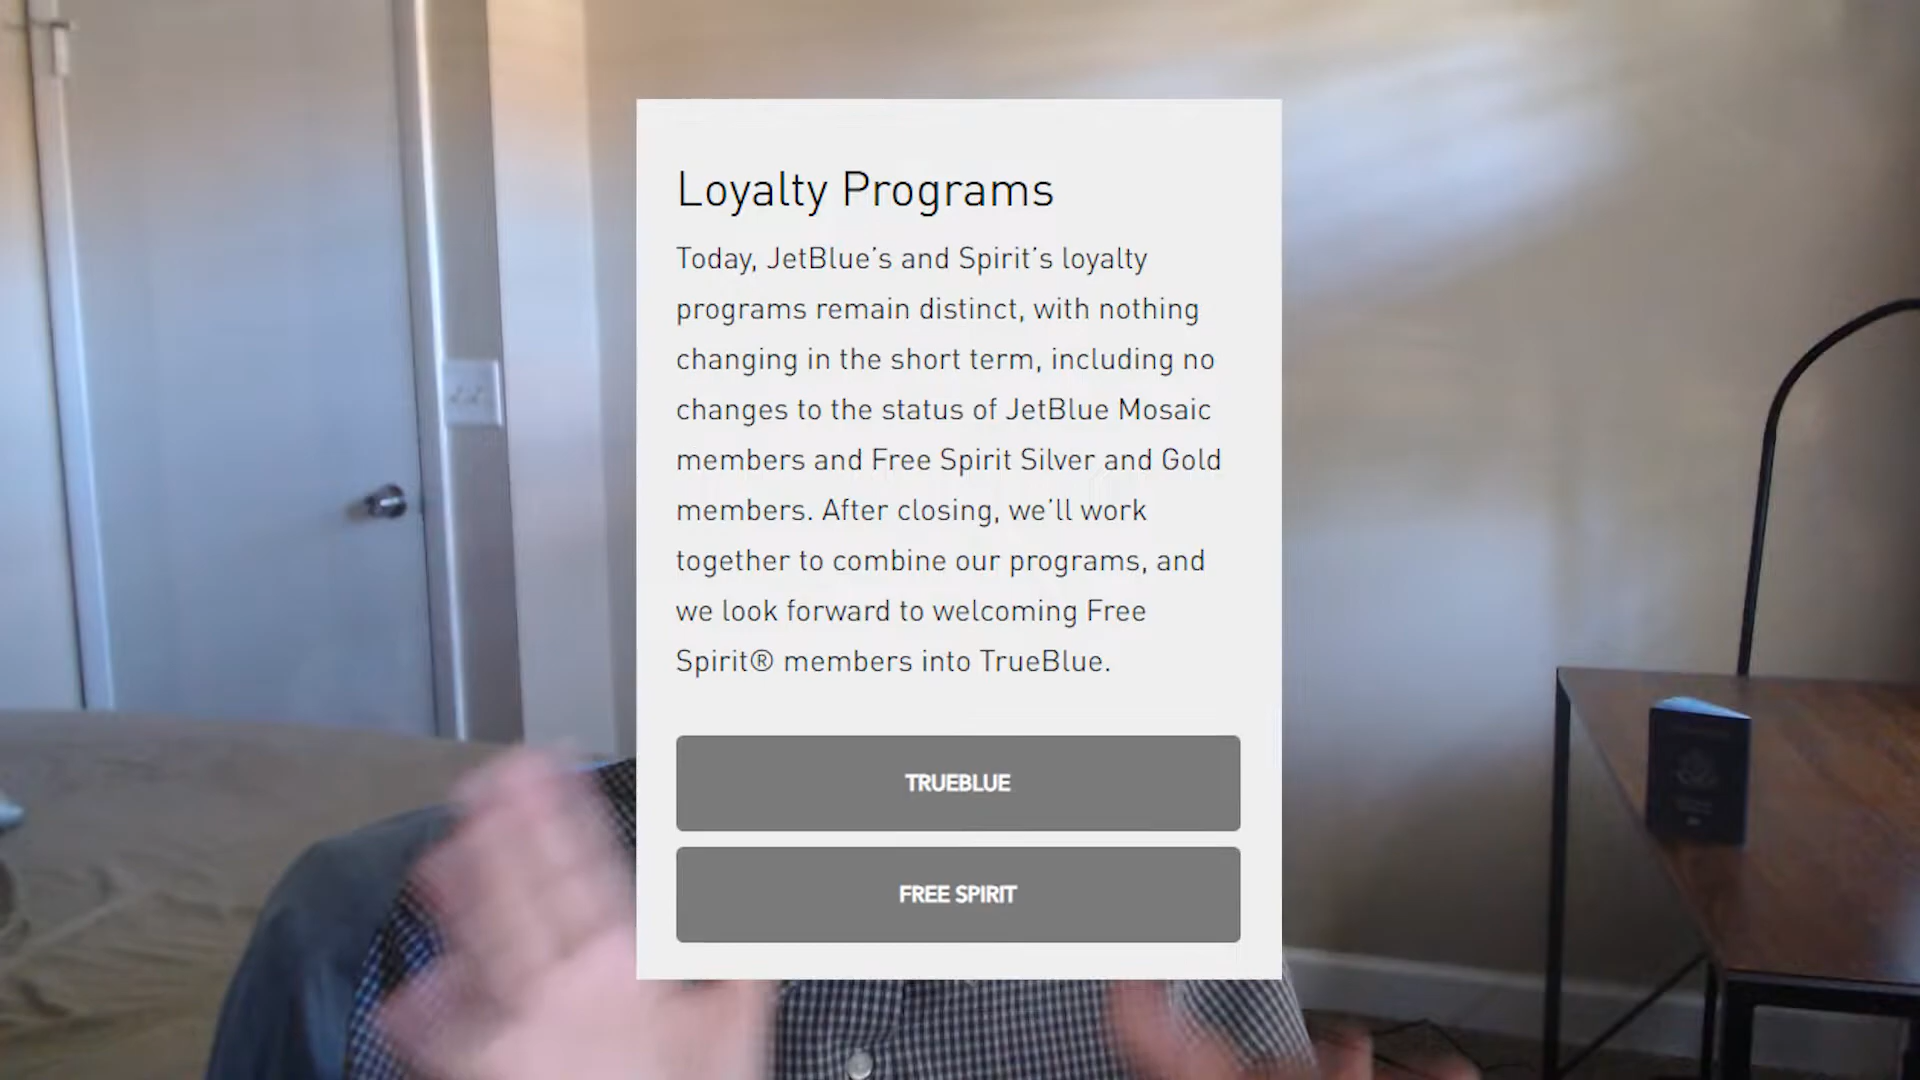 Loyalty Programs
Today, JetBlue’s and Spirit’s loyalty
programs remain distinct, with nothing
changing in the short term, including no
changes to the status of JetBlue Mosaic
members and Free Spirit Silver and Gold
members. After closing, we’ll work
together to combine our programs, and
we look forward to welcoming Free
Spirit® members into TrueBlue.
TRUEBLUE
FREE SPIRIT